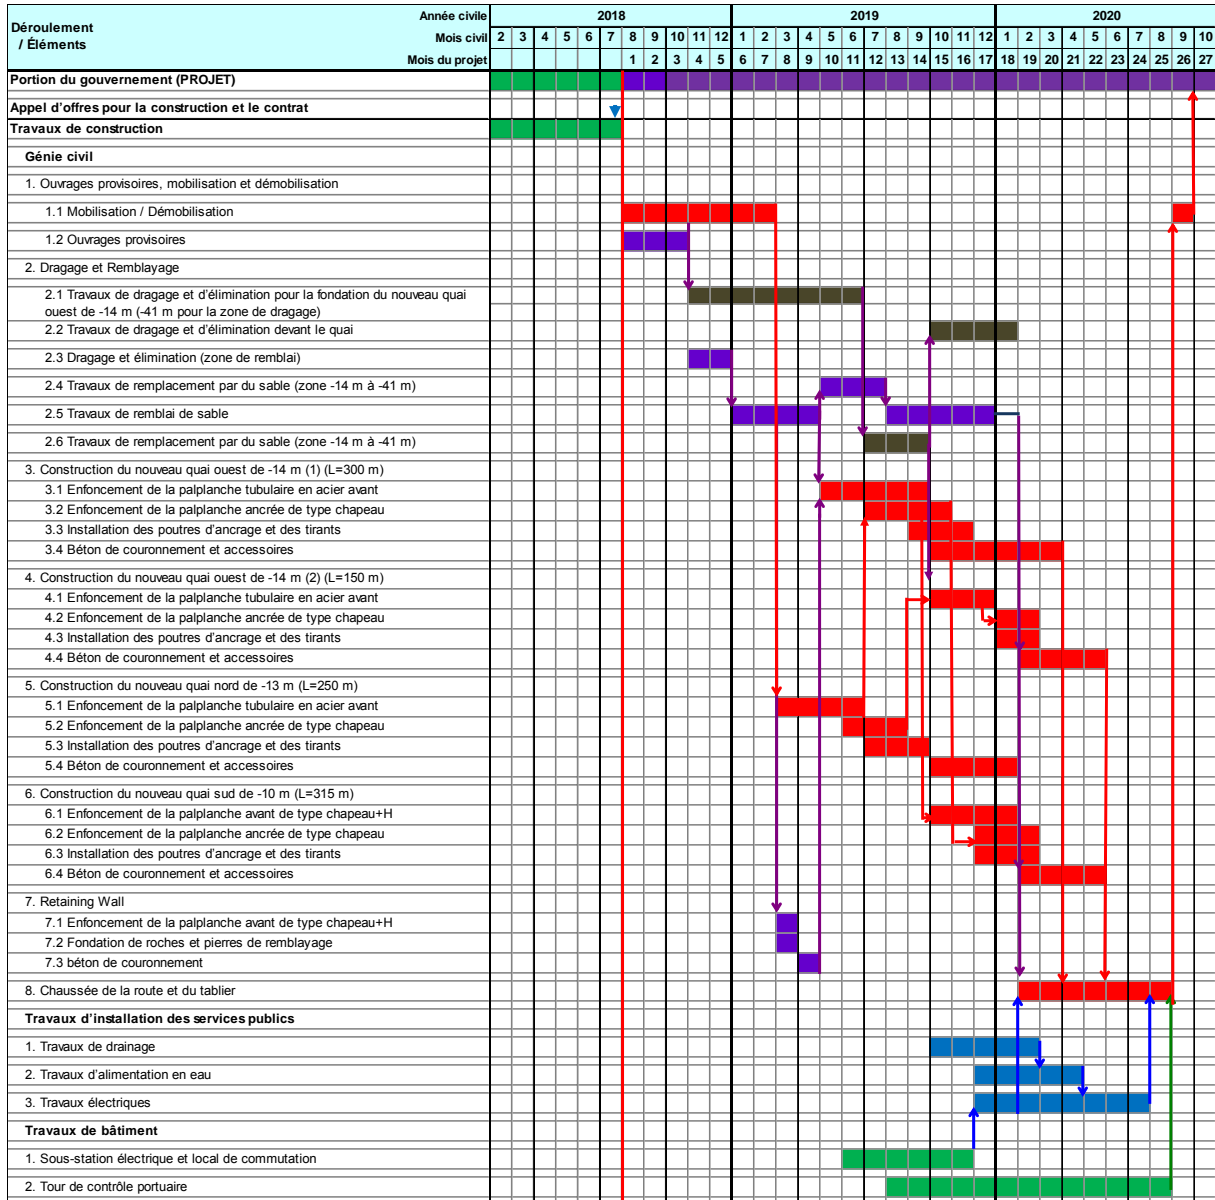 Déroulement
/ Éléments
Année civile 2018 2019 2020
Mois civil 2 3 4 5 6 7 8 9 10 11 12 1 2 3 4 5 6 7 8 9 10 11 12 1 2 3 4 5 6 7 8 9 10
Mois du projet 1 2 3 4 5 6 7 8 9 10 11 12 13 14 15 16 17 18 19 20 21 22 23 24 25 26 27
Portion du gouvernement (PROJET)
Appel d'offres pour la construction et le contrat
Travaux de construction
Génie civil
1. Ouvrages provisoires, mobilisation et démobilisation
1.1 Mobilisation / Démobilisation
1.2 Ouvrages provisoires
2. Dragage et Remblayage
2.1 Travaux de dragage et d'élimination pour la fondation du nouveau quai
ouest de -14 m (-41 m pour la zone de dragage)
2.2 Travaux de dragage et d'élimination devant le quai
2.3 Dragage et élimination (zone de remblai)
2.4 Travaux de remplacement par du sable (zone -14 m à -41 m)
2.5 Travaux de remblai de sable
2.6 Travaux de remplacement par du sable (zone -14 m à -41 m)
3. Construction du nouveau quai ouest de -14 m (1) (L=300 m)
3.1 Enfoncement de la palplanche tubulaire en acier avant
3.2 Enfoncement de la palplanche ancrée de type chapeau
3.3 Installation des poutres d'ancrage et des tirants
3.4 Béton de couronnement et accessoires
4. Construction du nouveau quai ouest de -14 m (2) (L=150 m)
4.1 Enfoncement de la palplanche tubulaire en acier avant
4.2 Enfoncement de la palplanche ancrée de type chapeau
4.3 Installation des poutres d'ancrage et des tirants
4.4 Béton de couronnement et accessoires
5. Construction du nouveau quai nord de -13 m (L=250 m)
5.1 Enfoncement de la palplanche tubulaire en acier avant
5.2 Enfoncement de la palplanche ancrée de type chapeau
5.3 Installation des poutres d'ancrage et des tirants
5.4 Béton de couronnement et accessoires
6. Construction du nouveau quai sud de -10 m (L=315 m)
6.1 Enfoncement de la palplanche avant de type chapeau+H
6.2 Enfoncement de la palplanche ancrée de type chapeau
6.3 Installation des poutres d'ancrage et des tirants
6.4 Béton de couronnement et accessoires
7. Retaining Wall
7.1 Enfoncement de la palplanche avant de type chapeau+H
7.2 Fondation de roches et pierres de remblayage
7.3 béton de couronnement
8. Chaussée de la route et du tablier
Travaux d'installation des services publics
1. Travaux de drainage
2. Travaux d'alimentation en eau
3. Travaux électriques
Travaux de bâtiment
1. Sous-station électrique et local de commutation
2. Tour de contrôle portuaire